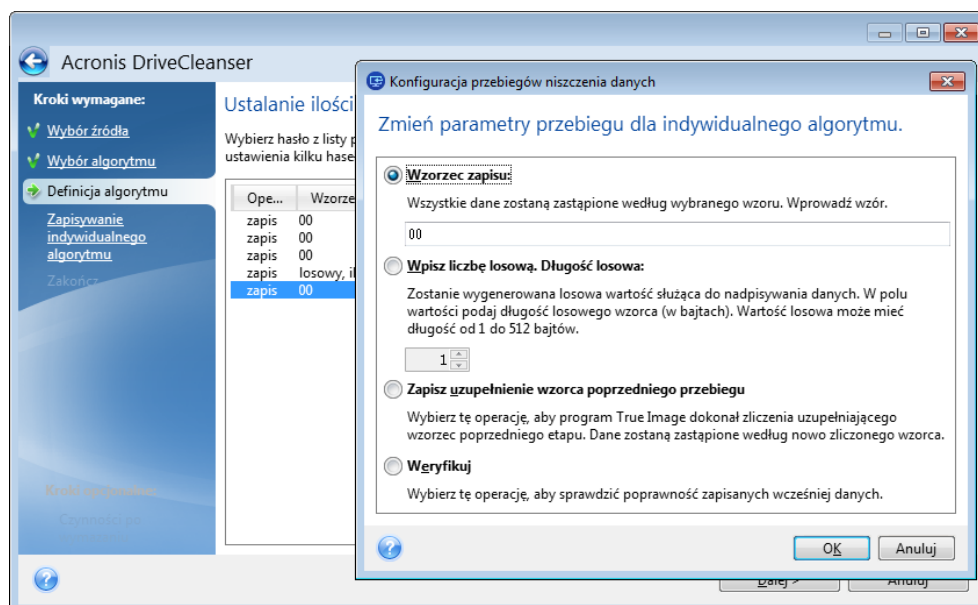 Acronis DriveCleanser
Kroki wymagane:
Wybór źródła
Wybór algorytmu
Definicja algorytmu
Zapisywanie
indywidualnego
algorytmu
Zakończ
Czynności po
Ustalanie ilości
Wybierz hasło z listy
ustawienia kilku
Ope...
zapis 00
zapis 00
zapis 00
zapis losowy,
zapis 00
Konfiguracja przebiegów niszczenia danych
Zmień parametry przebiegu dla indywidualnego algorytmu.
Wzorzec zapisu:
Wszystkie dane zostaną zastąpione według wybranego wzoru. Wprowadź wzór.
00
Wpisz liczbę losową. Długość losowa:
Zostanie wygenerowana losowa wartość służąca do nadpisywania danych. W polu
wartości podaj długość losowego wzorca (w bajtach). Wartość losowa może mieć
długość od 1 do 512 bajtów.
1
Zapisz uzupełnienie wzorca poprzedniego przebiegu
Wybierz tę operację, aby program True Image dokonał zliczenia uzupełniającego
wzorzec poprzedniego etapu. Dane zostaną zastąpione według nowo zliczonego wzorca.
Weryfikuj
Wybierz tę operację, aby sprawdzić poprawność zapisanych wcześniej danych.
OK
Anuluj
Dalej >
Anuluj